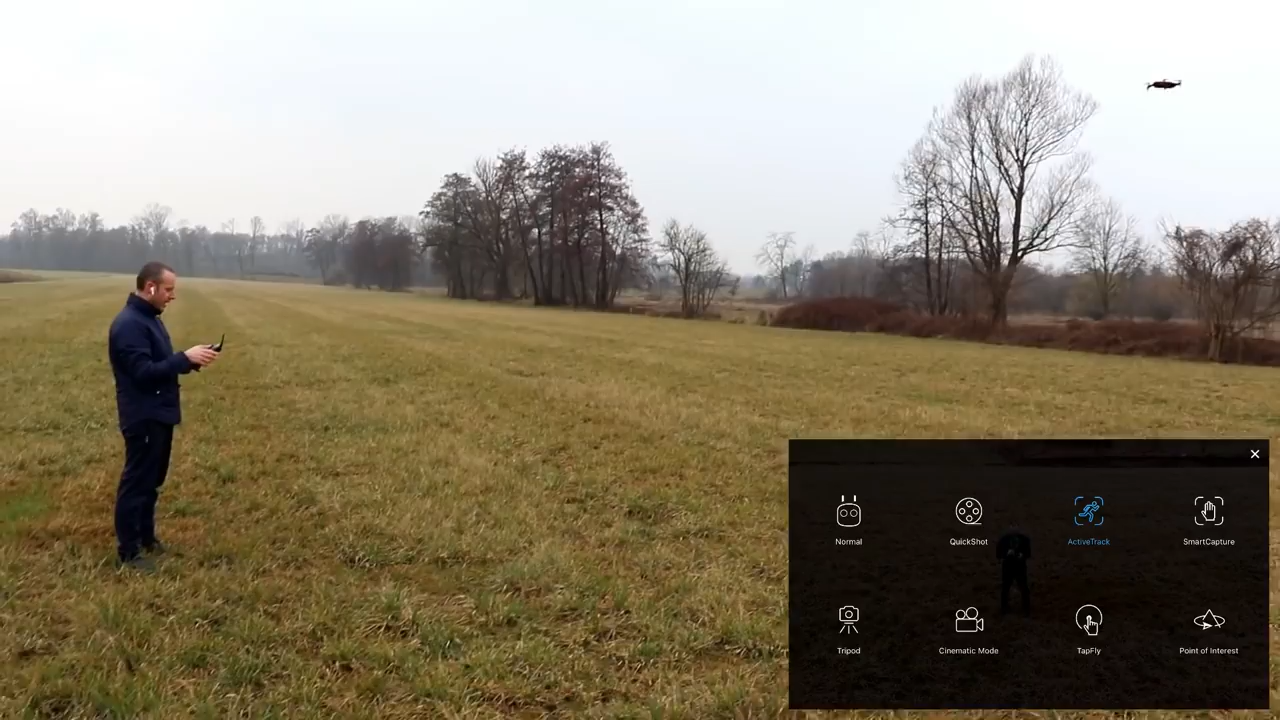 Normal
QuickShot
ActiveTrack
SmartCapture
Tripod
Cinematic Mode
TapFly
Point of Interest